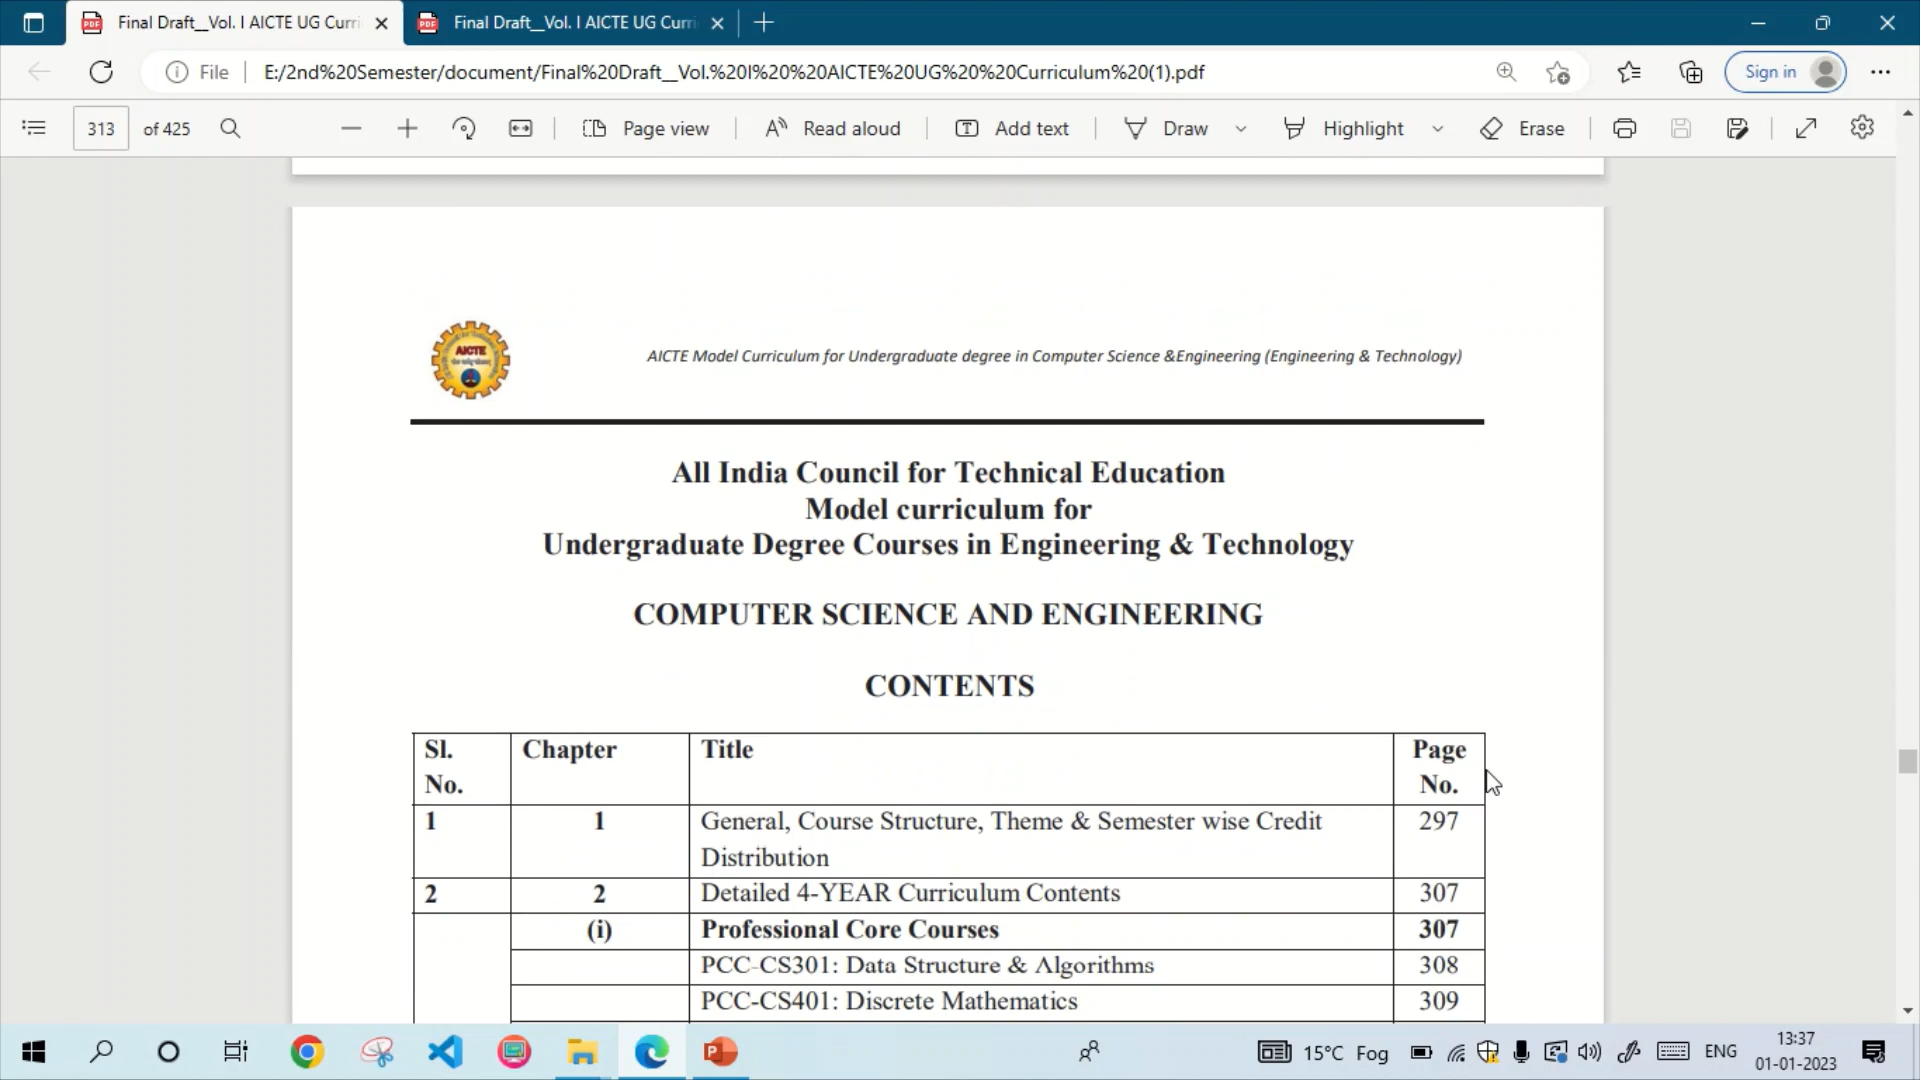 Final Draft__Vol. I AICTE UG Curri
Final Draft__Vol. I AICTE UG Curri
File
E:/2nd%20Semester/document/Final%20Draft__Vol.%20I%20%20AICTE%20UG%20%20Curriculum%20(1).pdf
Sign in
313 of 425
Page view
Read aloud
Add text
Draw
Highlight
Erase
AICTE
AICTE Model Curriculum for Undergraduate degree in Computer Science &Engineering (Engineering & Technology)
All India Council for Technical Education
Model curriculum for
Undergraduate Degree Courses in Engineering & Technology
COMPUTER SCIENCE AND ENGINEERING
CONTENTS
Sl. Chapter Title Page
No. No.
1 1 General, Course Structure, Theme & Semester wise Credit 297
Distribution
2 2 Detailed 4-YEAR Curriculum Contents 307
(i) Professional Core Courses 307
PCC-CS301: Data Structure & Algorithms 308
PCC-CS401: Discrete Mathematics 309
15°C Fog
ENG
13:37
01-01-2023